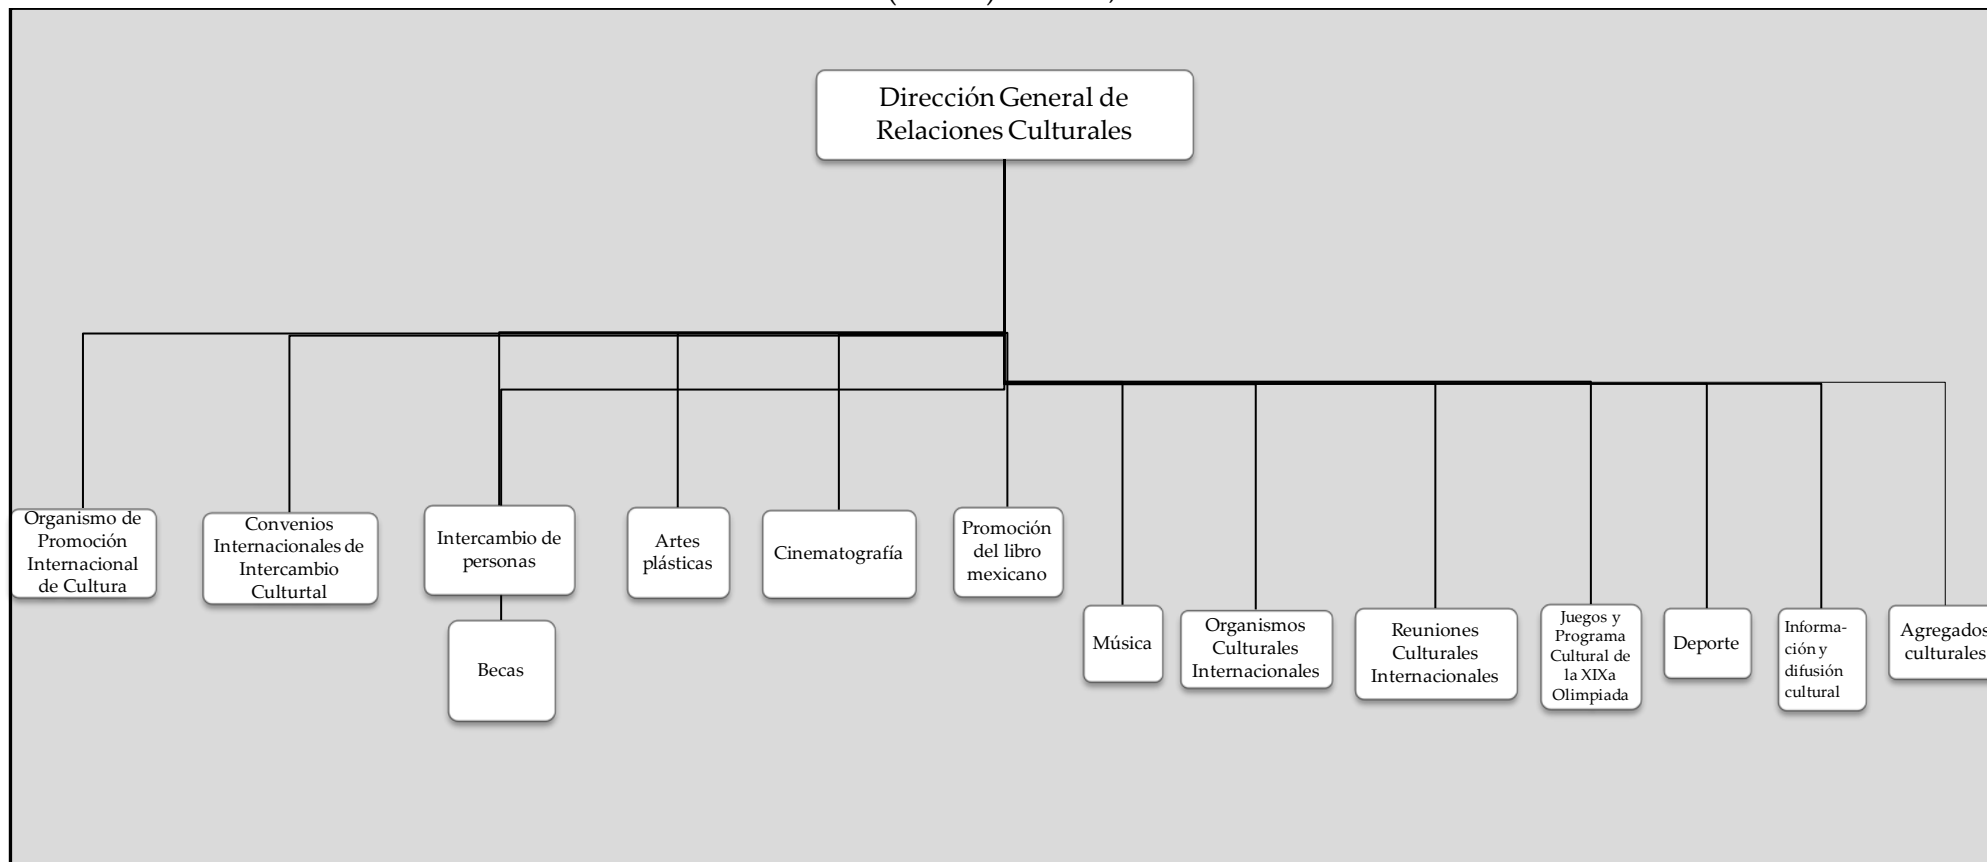 Dirección General de
Relaciones Culturales
Organismo de
Promoción
Internacional
de Cultura
Convenios
Internacionales de
Intercambio
Culturtal
Intercambio de
personas
Becas
Artes
plásticas
Cinematografía
Promoción
del libro
mexicano
Música
Organismos
Culturales
Internacionales
Reuniones
Culturales
Internacionales
Juegos y
Programa
Cultural de
la XIXa
Olimpiada
Deporte
Informa-
ción y
difusión
cultural
Agregados
culturales